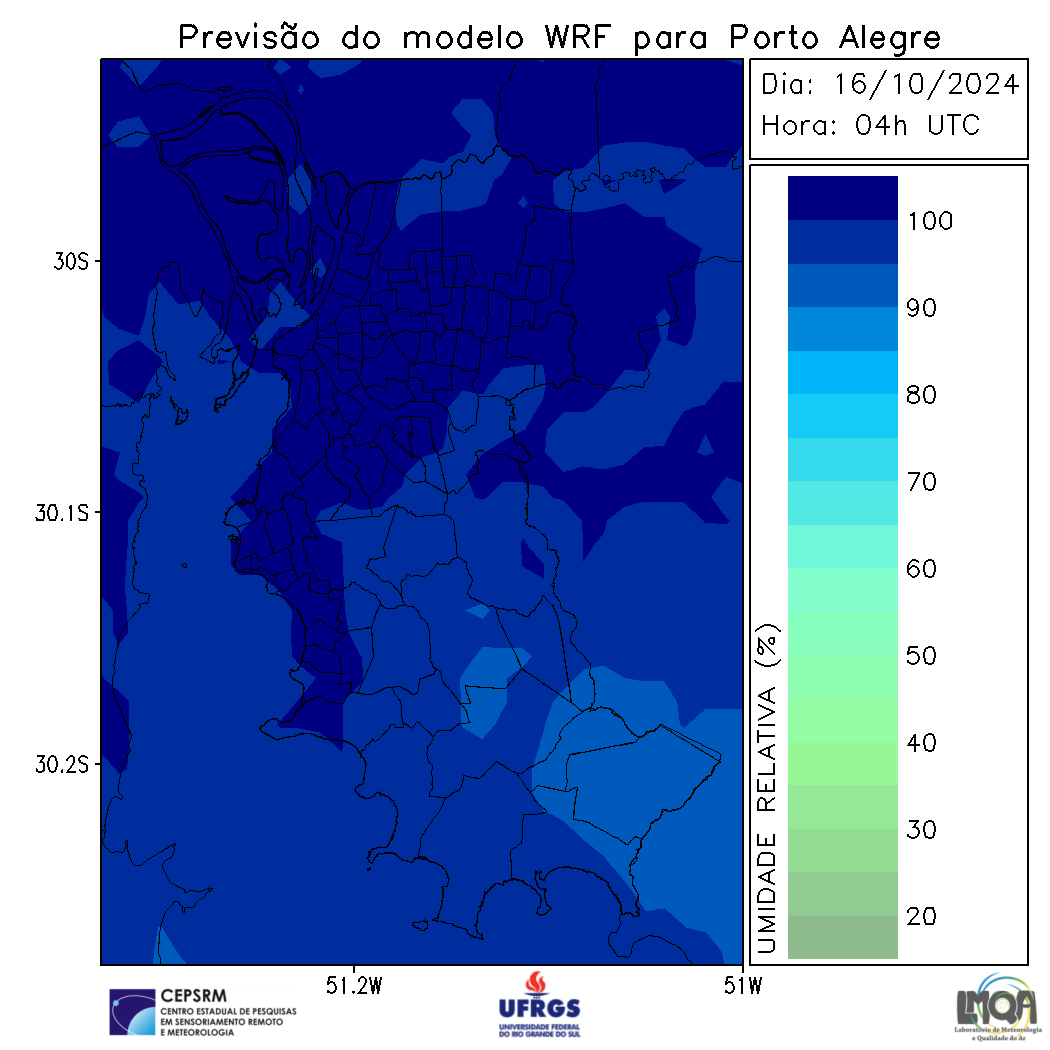 Previsão do modelo WRF para Porto Alegre
Dia: 16/10/2024
Hora: 04h UTC
100
90
80
70
60
50
40
30
20
UMIDADE RELATIVA (%)
30S
30.1S
30.2S
51.2W
51W
CEPSRM
CENTRO ESTADUAL DE PESQUISAS
EM SENSORIAMENTO REMOTO
E METEOROLOGIA
UFRGS
UNIVERSIDADE FEDERAL
DO RIO GRANDE DO SUL
LMQA
Laboratório de Meteorologia
e Qualidade do Ar